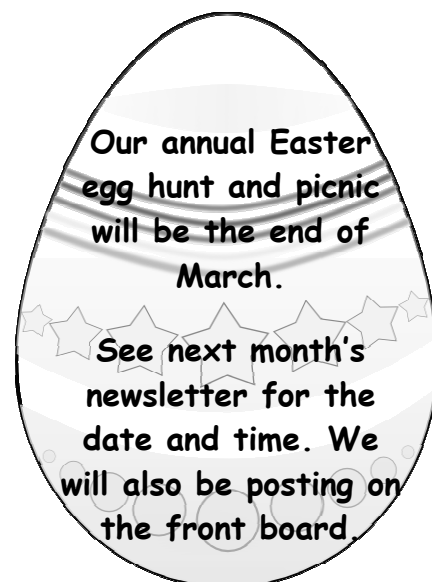 Our annual Easter
egg hunt and picnic
will be the end of
March.
See next month's
newsletter for the
date and time. We
will also be posting on
the front board.